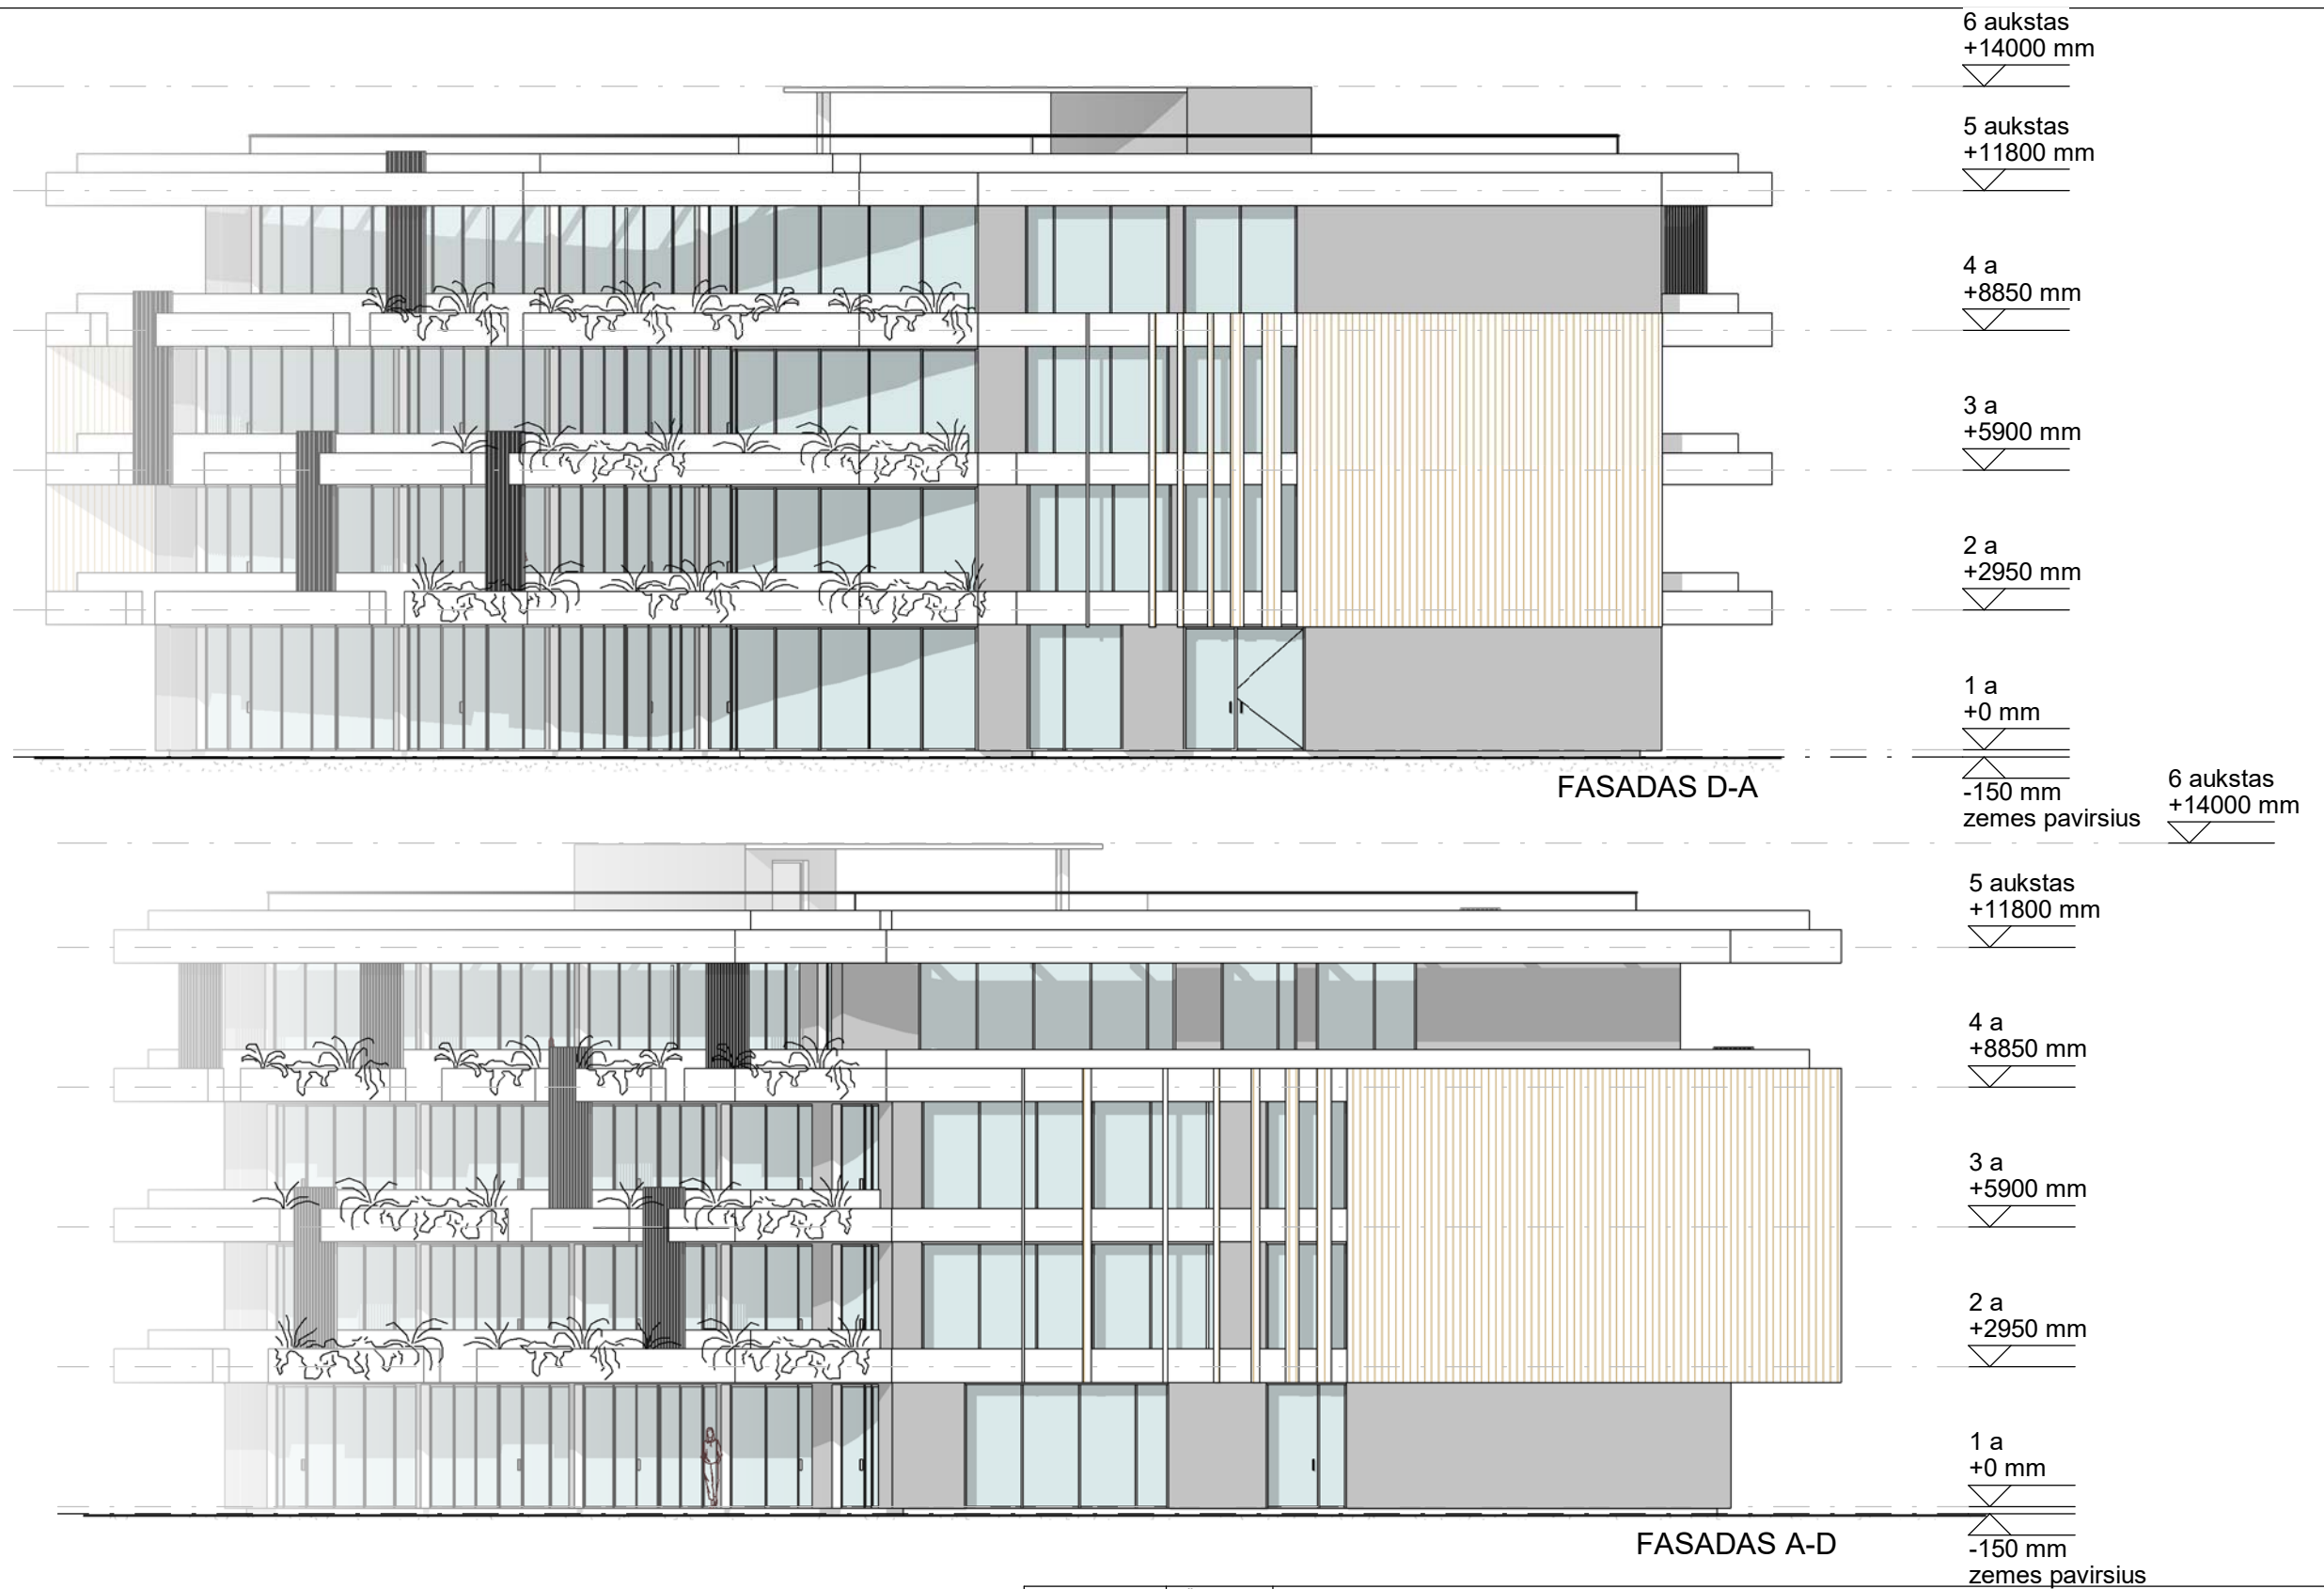 6 aukstas
+14000 mm
5 aukstas
+11800 mm
4 a
+8850 mm
3 a
+5900 mm
2 a
+2950 mm
1 a
+0 mm
FASADAS D-A
-150 mm
zemes pavirsius
6 aukstas
+14000 mm
5 aukstas
+11800 mm
4 a
+8850 mm
3 a
+5900 mm
2 a
+2950 mm
1 a
+0 mm
FASADAS A-D
-150 mm
zemes pavirsius